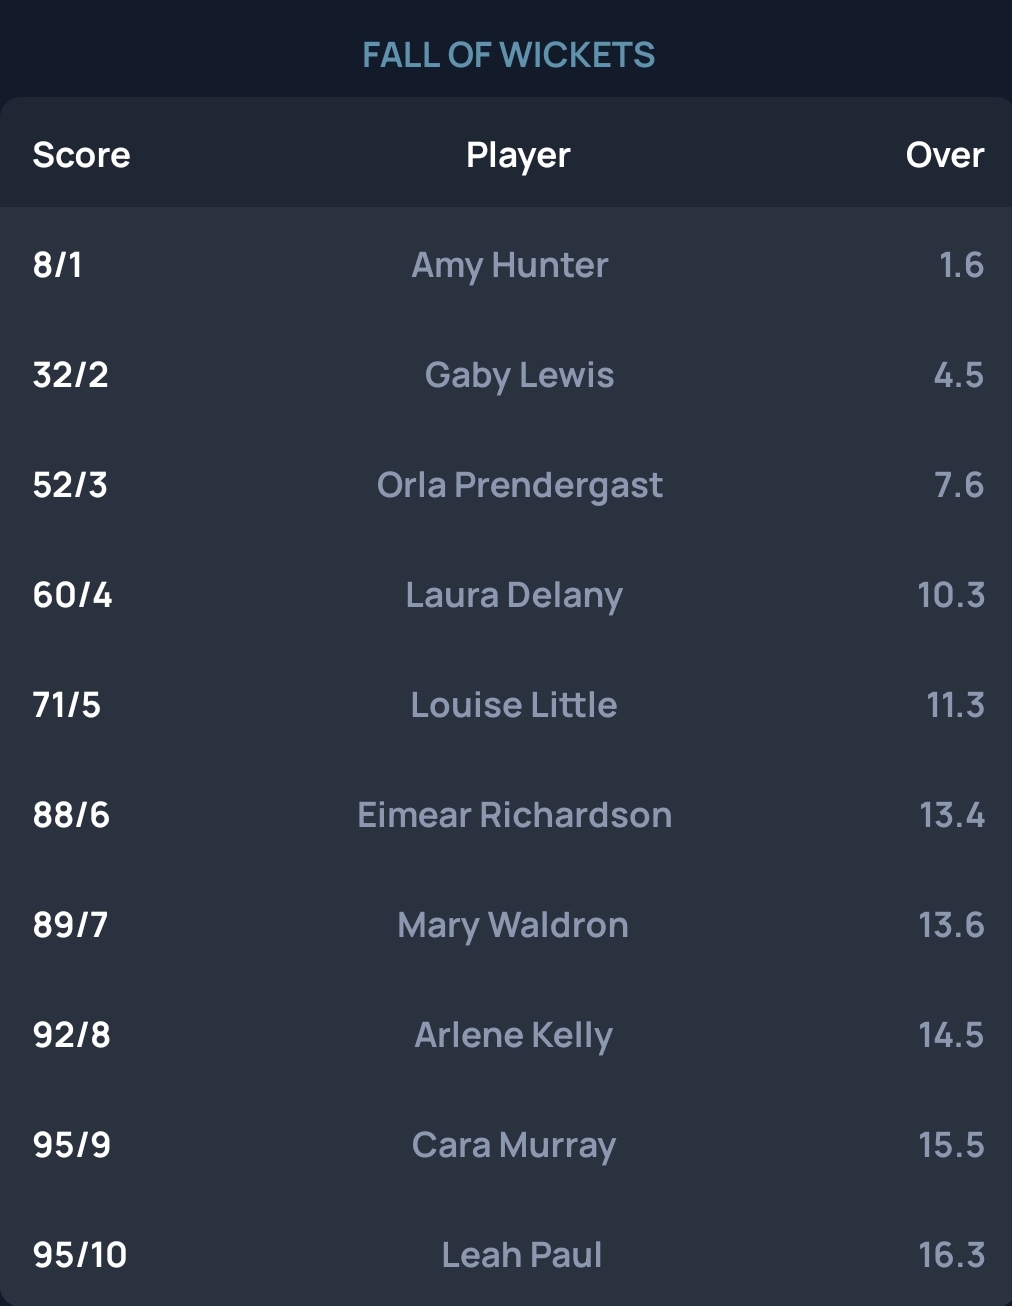 FALL OF WICKETS
Score Player Over
8/1 Amy Hunter 1.6
32/2 Gaby Lewis 4.5
52/3 Orla Prendergast 7.6
60/4 Laura Delany 10.3
71/5 Louise Little 11.3
88/6 Eimear Richardson 13.4
89/7 Mary Waldron 13.6
92/8 Arlene Kelly 14.5
95/9 Cara Murray 15.5
95/10 Leah Paul 16.3